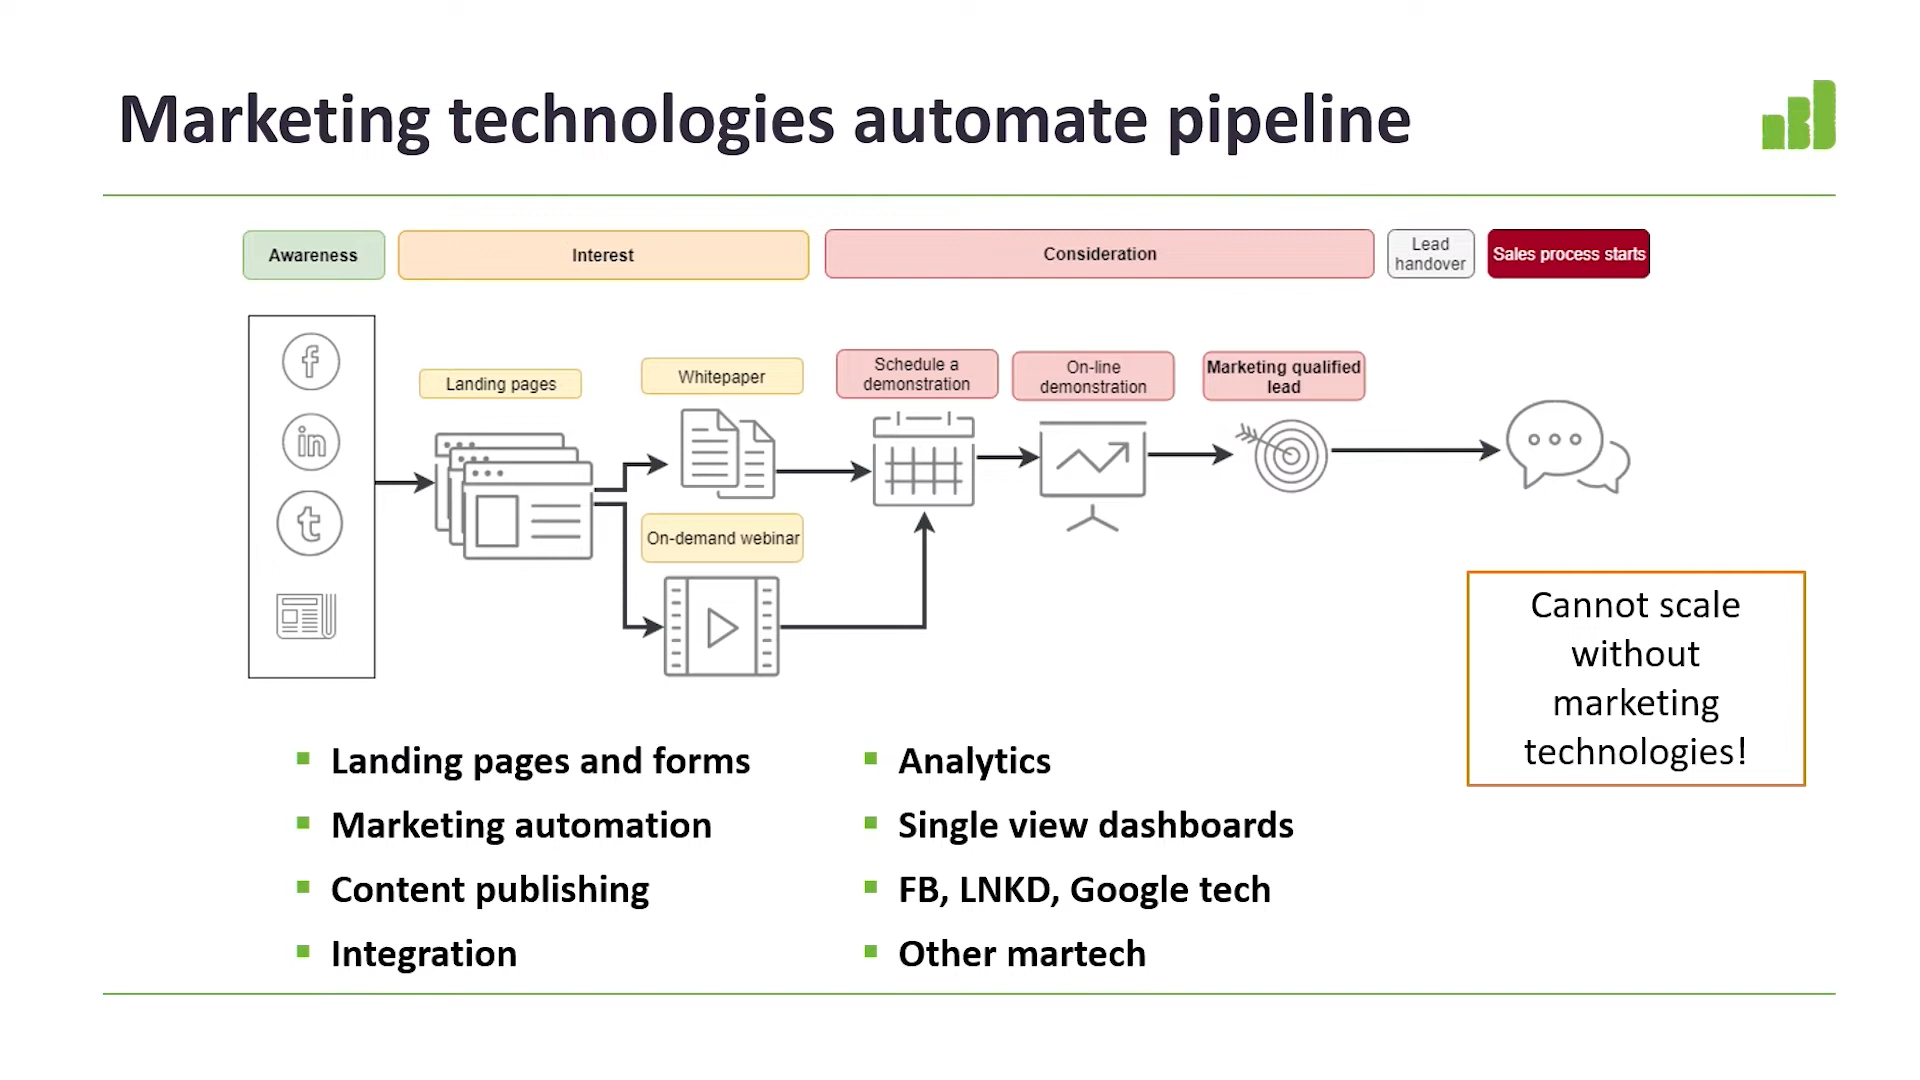 Marketing technologies automate pipeline
Awareness
Interest
Consideration
Lead
handover
Sales process starts
Landing pages
Whitepaper
Schedule a
demonstration
On-line
demonstration
Marketing qualified
lead
On-demand webinar
Cannot scale
without
marketing
technologies!
Landing pages and forms
Marketing automation
Content publishing
Integration
Analytics
Single view dashboards
FB, LNKD, Google tech
Other martech